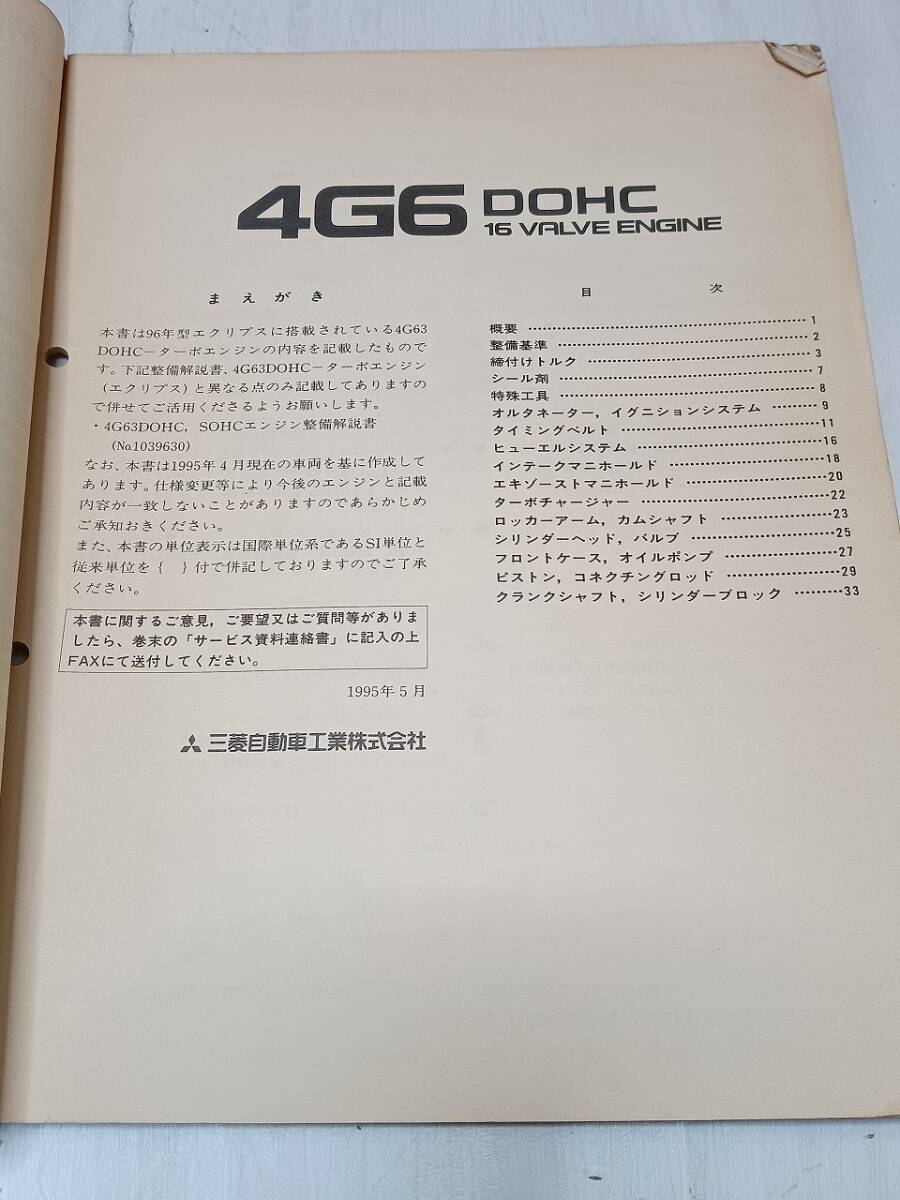 4G6 DOHC
16 VALVE ENGINE
まえがき
本書は96年型エクリプスに搭載されている4G63
DOHC−ターボエンジンの内容を記載したもので
す。下記整備解説書、4G63DOHC−ターボエンジン
(エクリプス)と異なる点のみ記載してありますの
で併せてご活用くださるようお願いします。
・4G63DOHC, SOHCエンジン整備解説書
(No.1039630)
なお、本書は1995年4月現在の車両を基に作成して
あります。仕様変更等により今後のエンジンと記載
内容が一致しないことがありますのであらかじめ
ご承知おきください。
また、本書の単位表示は国際単位系であるSI単位と
従来単位を{ }付で併記しておりますのでご了承
ください。
本書に関するご意見, ご要望又はご質問等がありま
したら、巻末の「サービス資料連絡書」に記入の上
FAXにて送付してください。
1995年5月
三菱自動車工業株式会社
目次
概要 1
整備基準 2
締付けトルク 3
シール剤 7
特殊工具 8
オルタネーター, イグニションシステム 9
タイミングベルト 11
ヒューエルシステム 16
インテークマニホールド 18
エキゾーストマニホールド 20
ターボチャージャー 22
ロッカーアーム, カムシャフト 23
シリンダーヘッド, バルブ 25
フロントケース, オイルポンプ 27
ピストン, コネクチングロッド 29
クランクシャフト, シリンダーブロック 33